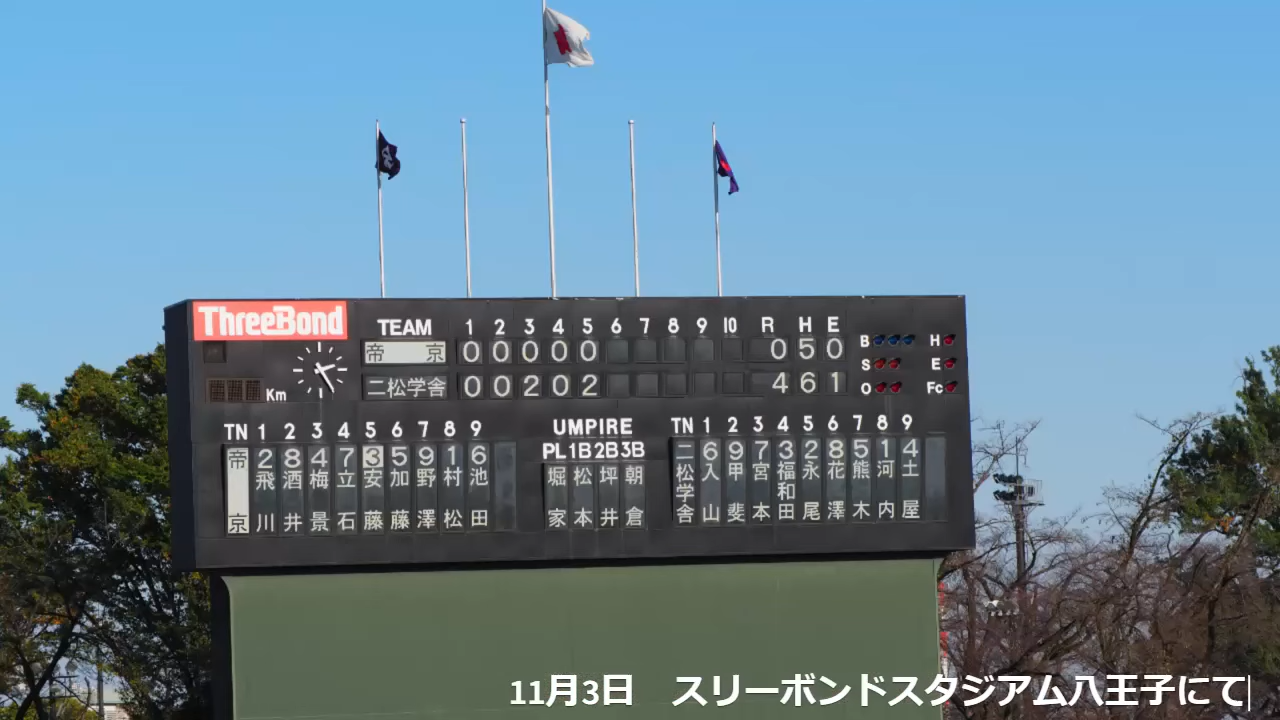 ThreeBond
TEAM 1 2 3 4 5 6 7 8 9 10 R H E
帝京 0 0 0 0 0 0 5 0
二松学舎 0 0 2 0 2 4 6 1
B H
S E
O Fc
Km
TN 1 2 3 4 5 6 7 8 9
帝京 2 8 4 7 3 5 9 1 6
飛川 酒井 梅景 立石 安藤 加藤 野澤 村松 池田
UMPIRE
PL 1B 2B 3B
堀家 松本 坪井 朝倉
TN 1 2 3 4 5 6 7 8 9
二松学舎 6 9 7 3 2 8 5 1 4
入山 甲斐 宮本 福和田 永尾 花澤 熊木 河内 土屋
11月3日　スリーボンドスタジアム八王子にて